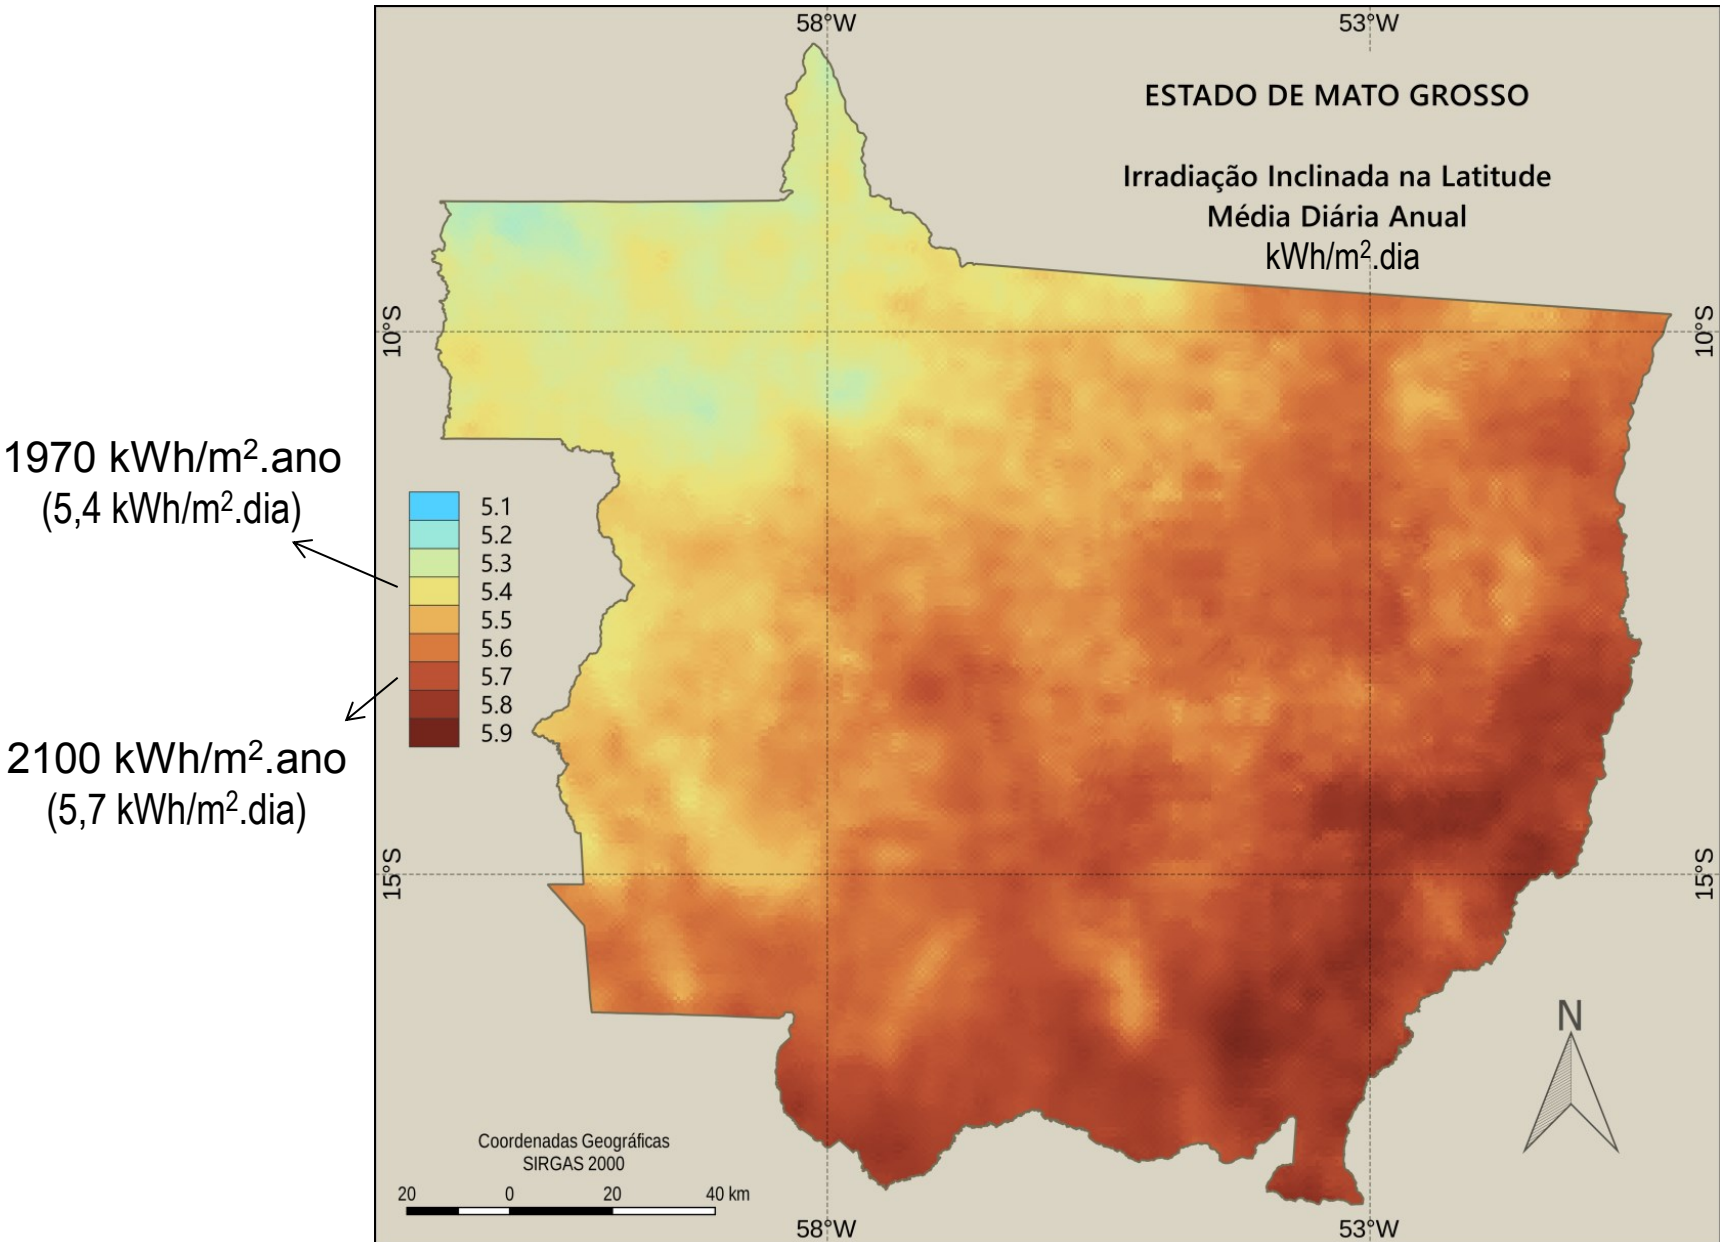 58°W
53°W
ESTADO DE MATO GROSSO
Irradiação Inclinada na Latitude
Média Diária Anual
kWh/m².dia
10°S
10°S
1970 kWh/m².ano
(5,4 kWh/m².dia)
5.1
5.2
5.3
5.4
5.5
5.6
5.7
5.8
5.9
2100 kWh/m².ano
(5,7 kWh/m².dia)
15°S
15°S
N
Coordenadas Geográficas
SIRGAS 2000
20 0 20 40 km
58°W
53°W